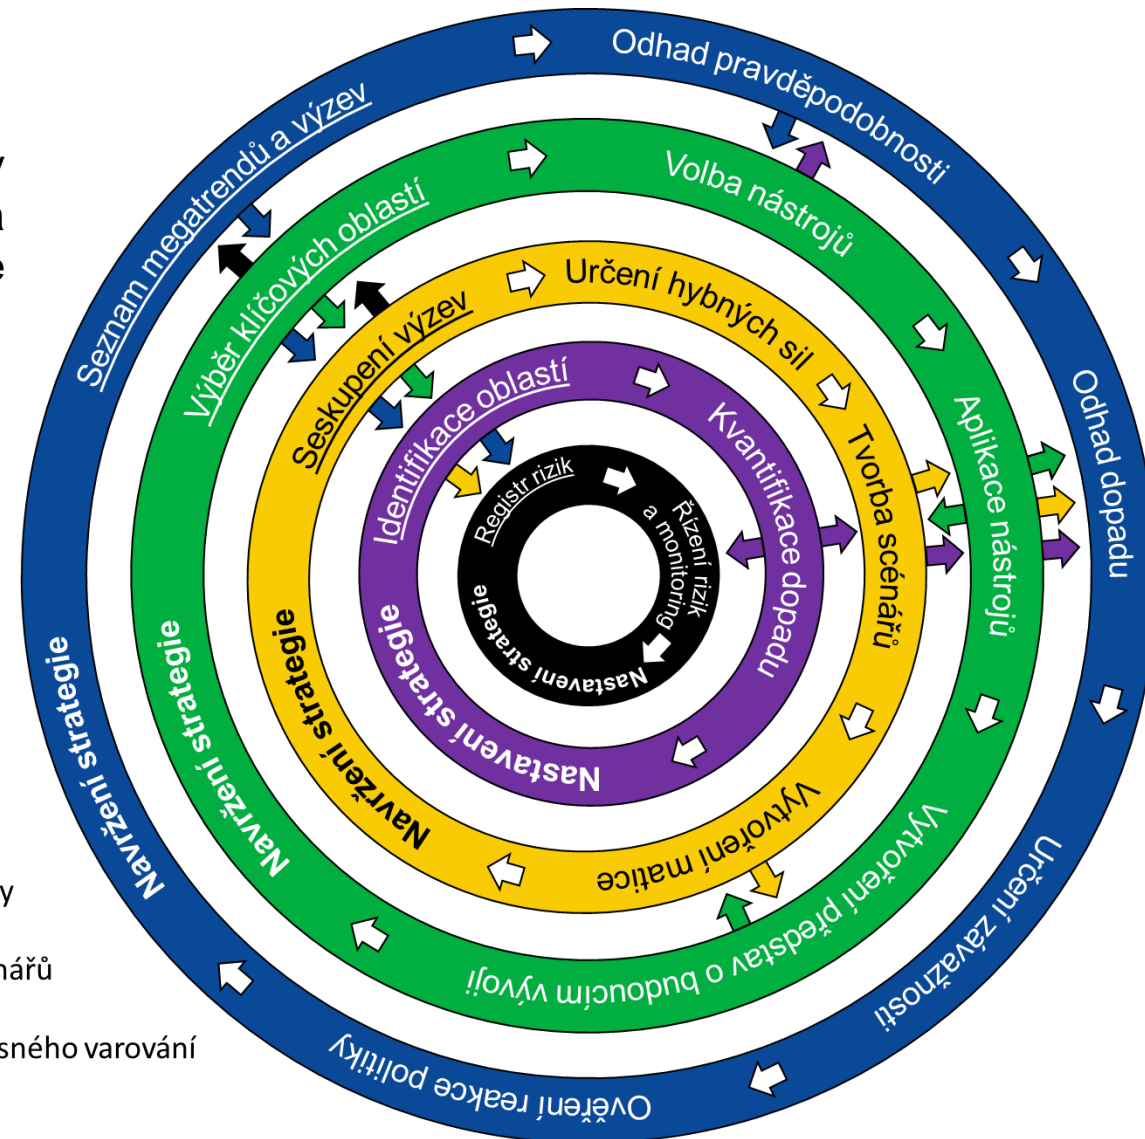 Seznam megatrendů a výzev
Odhad pravděpodobnosti
Odhad dopadu
Určení závažnosti
Ověření reakce politiky
Navržení strategie
Výběr klíčových oblastí
Volba nástrojů
Aplikace nástrojů
Vytvoření představ o budoucím vývoji
Navržení strategie
Seskupení výzev
Určení hybných sil
Tvorba scénářů
Vytvoření matice
Navržení strategie
Identifikace oblastí
Kvantifikace dopadu
Nastavení strategie
Registr rizik
Řízení rizik
a monitoring
Nastavení strategie
y
nářů
sného varování